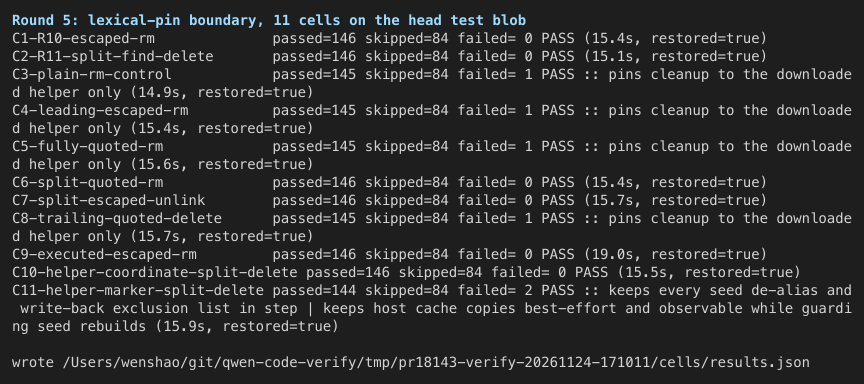 Round 5: lexical-pin boundary, 11 cells on the head test blob
C1-R10-escaped-rm passed=146 skipped=84 failed= 0 PASS (15.4s, restored=true)
C2-R11-split-find-delete passed=146 skipped=84 failed= 0 PASS (15.1s, restored=true)
C3-plain-rm-control passed=145 skipped=84 failed= 1 PASS :: pins cleanup to the downloade
d helper only (14.9s, restored=true)
C4-leading-escaped-rm passed=145 skipped=84 failed= 1 PASS :: pins cleanup to the downloade
d helper only (15.4s, restored=true)
C5-fully-quoted-rm passed=145 skipped=84 failed= 1 PASS :: pins cleanup to the downloade
d helper only (15.6s, restored=true)
C6-split-quoted-rm passed=146 skipped=84 failed= 0 PASS (15.4s, restored=true)
C7-split-escaped-unlink passed=146 skipped=84 failed= 0 PASS (15.7s, restored=true)
C8-trailing-quoted-delete passed=145 skipped=84 failed= 1 PASS :: pins cleanup to the downloade
d helper only (15.7s, restored=true)
C9-executed-escaped-rm passed=146 skipped=84 failed= 0 PASS (19.0s, restored=true)
C10-helper-coordinate-split-delete passed=146 skipped=84 failed= 0 PASS (15.5s, restored=true)
C11-helper-marker-split-delete passed=144 skipped=84 failed= 2 PASS :: keeps every seed de-alias and
write-back exclusion list in step | keeps host cache copies best-effort and observable while guardi
ng seed rebuilds (15.9s, restored=true)
wrote /Users/wenshao/git/qwen-code-verify/tmp/pr18143-verify-20261124-171011/cells/results.json